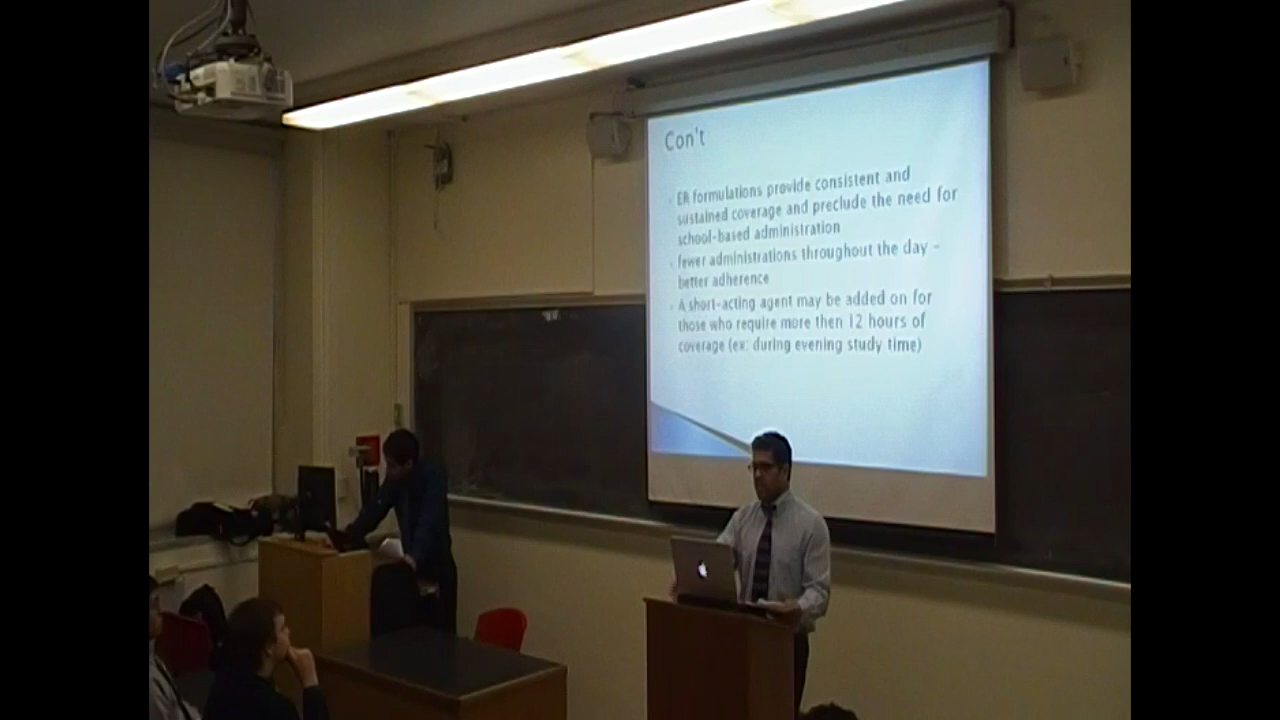 Con't
ER formulations provide consistent and
sustained coverage and preclude the need for
school-based administration
fewer administrations throughout the day –
better adherence
A short-acting agent may be added on for
those who require more then 12 hours of
coverage (ex: during evening study time)